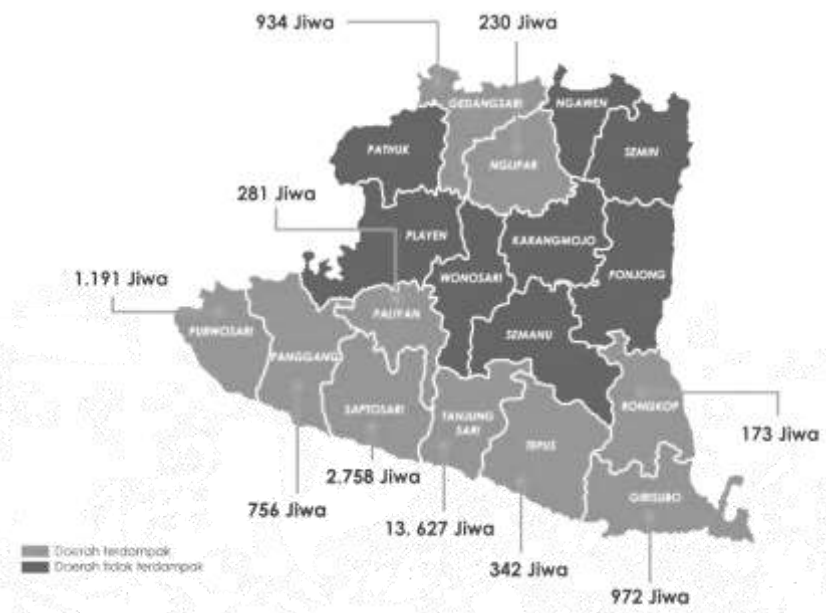 934 Jiwa
230 Jiwa
GEDANGSARI
NGAWEN
PATHUK
NGLIPAR
SEMIN
281 Jiwa
PLAYEN
KARANGMOJO
WONOSARI
PONJONG
1.191 Jiwa
PALIYAN
PURWOSARI
SEMANU
PANGGANG
SAPTOSARI
TANJUNG
SARI
RONGKOP
TEPUS
173 Jiwa
2.758 Jiwa
GIRISUBO
756 Jiwa
13, 627 Jiwa
Daerah terdampak
Daerah tidak terdampak
342 Jiwa
972 Jiwa